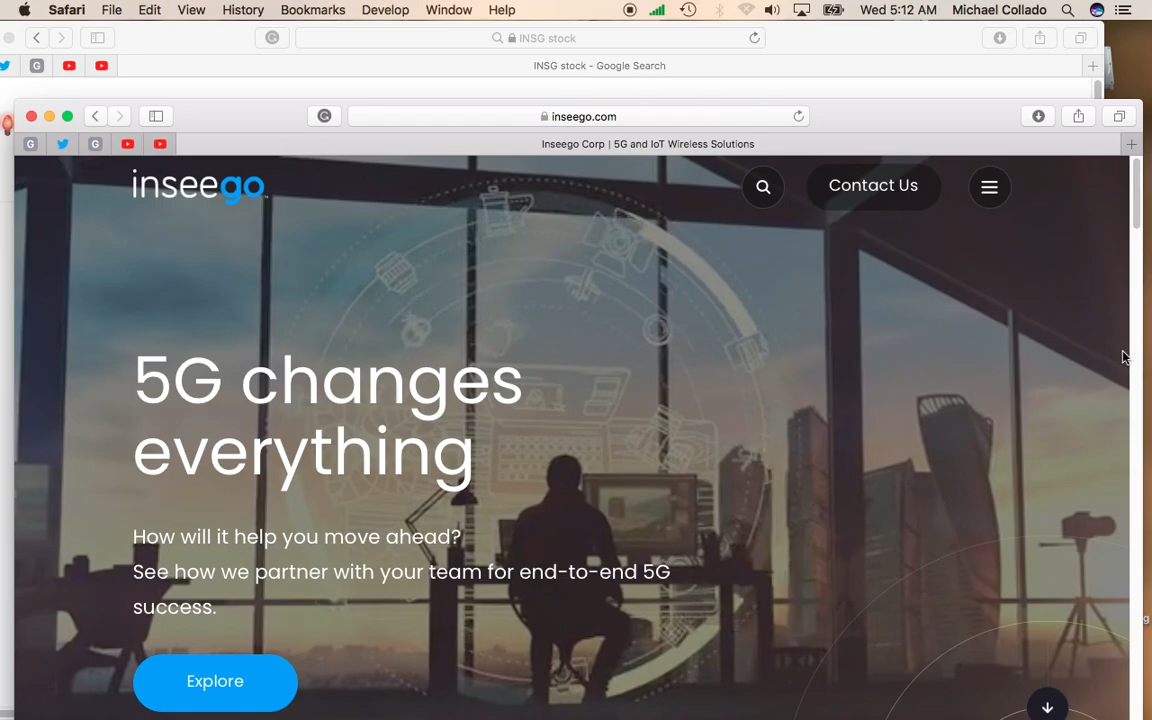 Safari File Edit View History Bookmarks Develop Window Help Wed 5:12 AM Michael Collado
INSG stock
INSG stock - Google Search
inseego.com
G G Inseego Corp | 5G and IoT Wireless Solutions
inseego
Contact Us
5G changes
everything
How will it help you move ahead?
See how we partner with your team for end-to-end 5G
success.
Explore